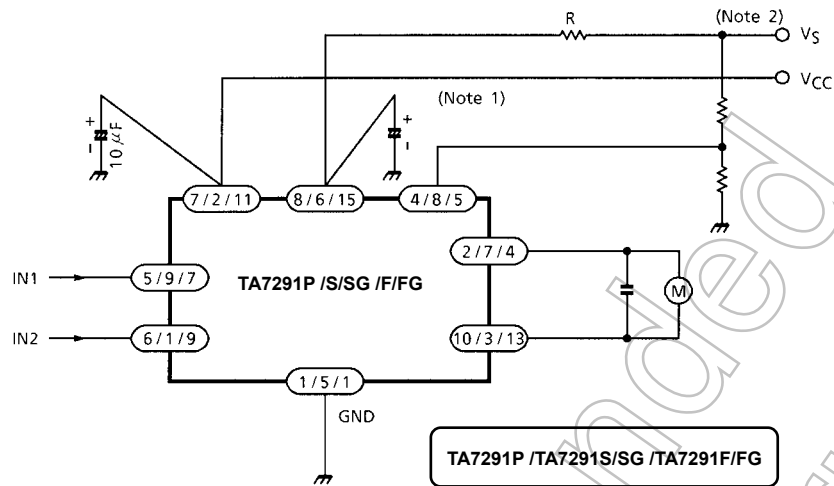 R
(Note 2)
VS
VCC
(Note 1)
+
-
10 μF
+
-
7 / 2 / 11
8 / 6 / 15
4 / 8 / 5
2 / 7 / 4
IN1
5 / 9 / 7
TA7291P /S/SG /F/FG
M
IN2
6 / 1 / 9
10 / 3 / 13
1 / 5 / 1
GND
TA7291P /TA7291S/SG /TA7291F/FG
nded